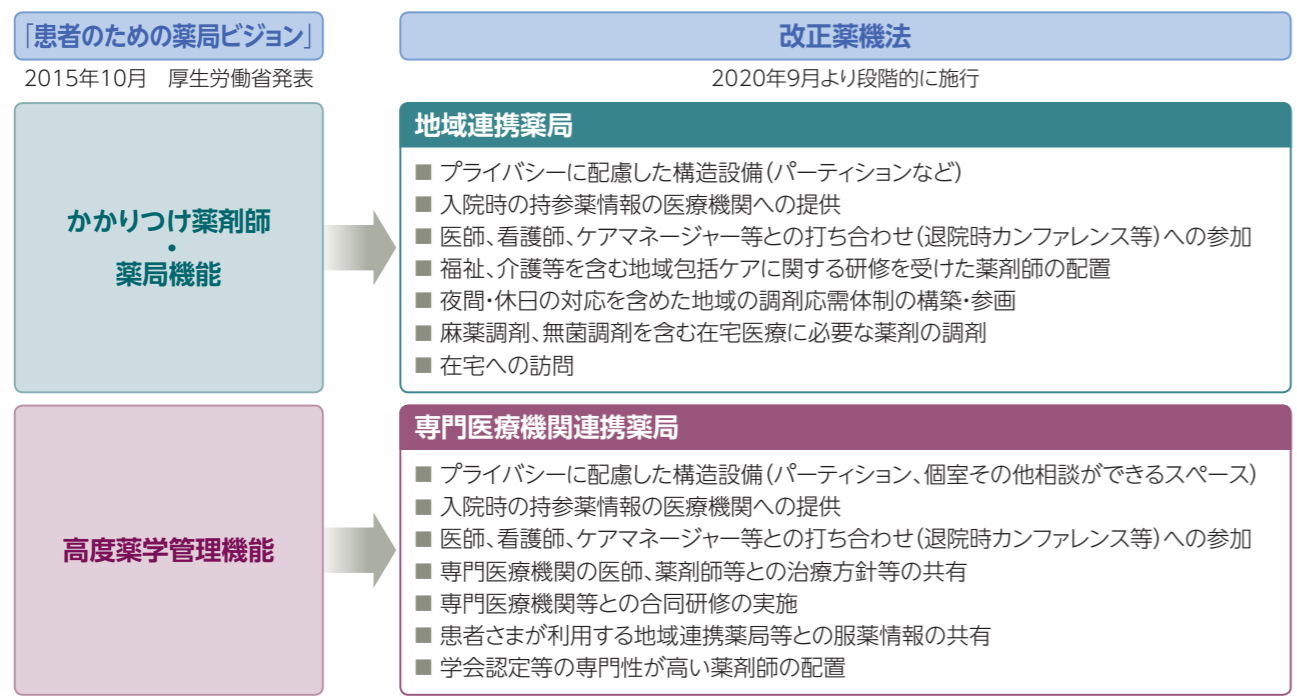 「患者のための薬局ビジョン」
2015年10月 厚生労働省発表
改正薬機法
2020年9月より段階的に施行
かかりつけ薬剤師
・
薬局機能
地域連携薬局
■ プライバシーに配慮した構造設備(パーティションなど)
■ 入院時の持参薬情報の医療機関への提供
■ 医師、看護師、ケアマネージャー等との打ち合わせ(退院時カンファレンス等)への参加
■ 福祉、介護等を含む地域包括ケアに関する研修を受けた薬剤師の配置
■ 夜間・休日の対応を含めた地域の調剤応需体制の構築・参画
■ 麻薬調剤、無菌調剤を含む在宅医療に必要な薬剤の調剤
■ 在宅への訪問
高度薬学管理機能
専門医療機関連携薬局
■ プライバシーに配慮した構造設備(パーティション、個室その他相談ができるスペース)
■ 入院時の持参薬情報の医療機関への提供
■ 医師、看護師、ケアマネージャー等との打ち合わせ(退院時カンファレンス等)への参加
■ 専門医療機関の医師、薬剤師等との治療方針等の共有
■ 専門医療機関等との合同研修の実施
■ 患者さまが利用する地域連携薬局等との服薬情報の共有
■ 学会認定等の専門性が高い薬剤師の配置